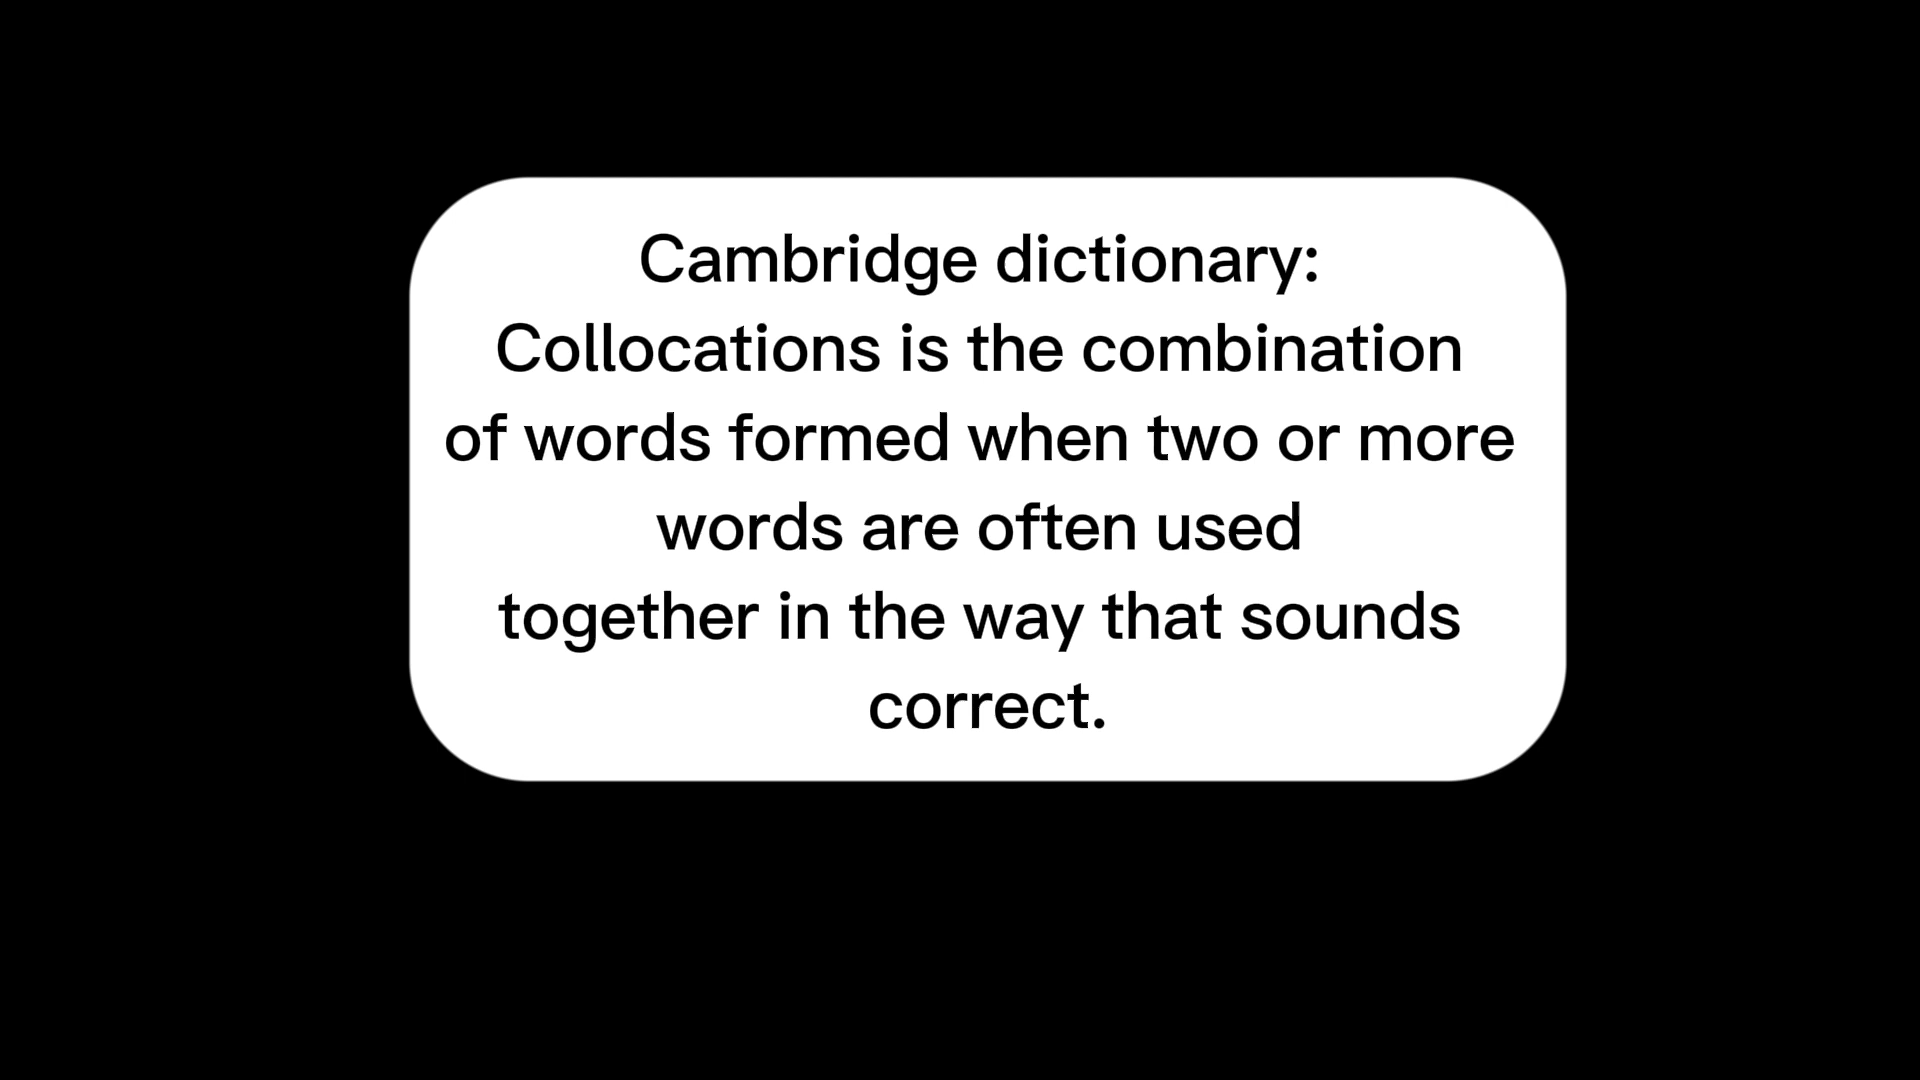 Cambridge dictionary:
Collocations is the combination
of words formed when two or more
words are often used
together in the way that sounds
correct.